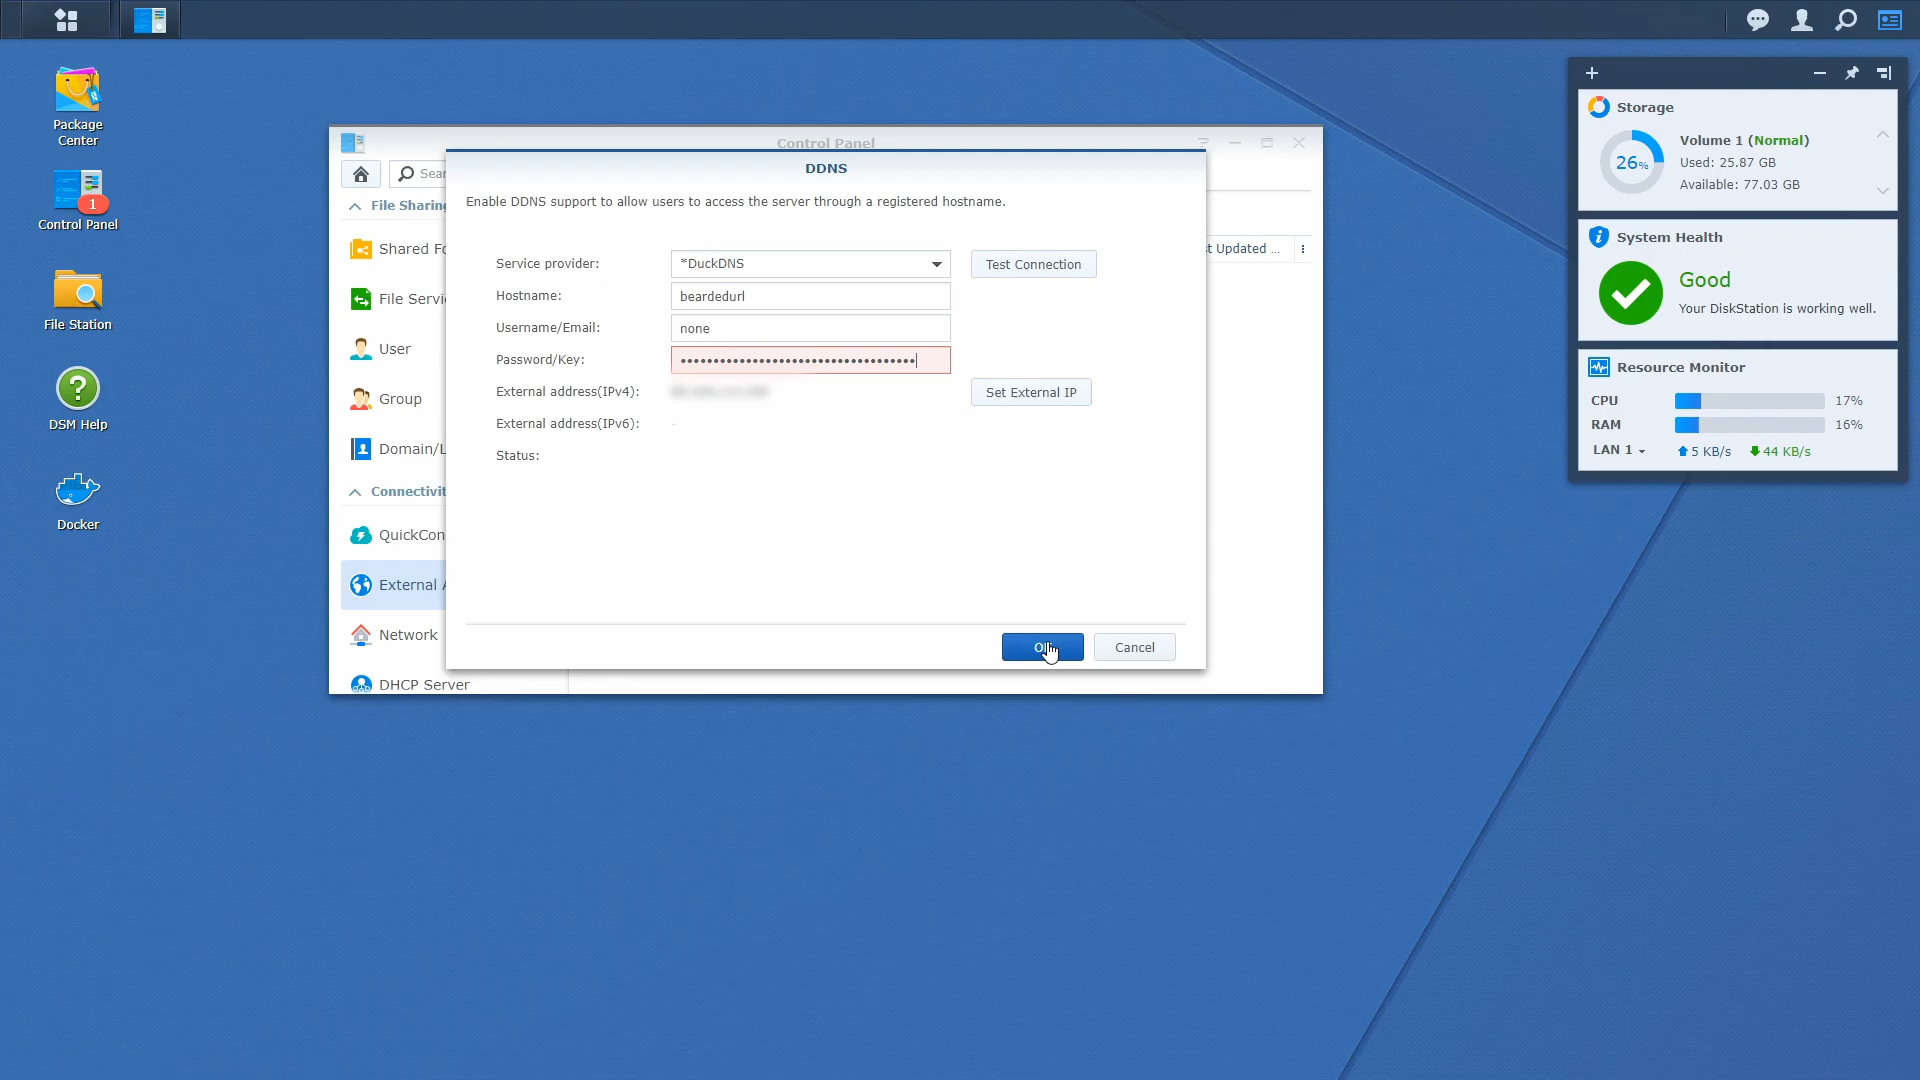 Package
Center
1
Control Panel
File Station
DSM Help
Docker
Control Panel
File Sharing
Shared Fo
File Servic
User
Group
Domain/L
Connectivit
QuickCon
External A
Network
DHCP Server
st Updated ...
DDNS
Enable DDNS support to allow users to access the server through a registered hostname.
Service provider:
*DuckDNS
Test Connection
Hostname:
beardedurl
Username/Email:
none
Password/Key:
••••••••••••••••••••••••••••••••••••
External address(IPv4):
Set External IP
External address(IPv6):
-
Status:
Cancel
Storage
26%
Volume 1 (Normal)
Used: 25.87 GB
Available: 77.03 GB
System Health
Good
Your DiskStation is working well.
Resource Monitor
CPU
17%
RAM
16%
LAN 1
5 KB/s
44 KB/s